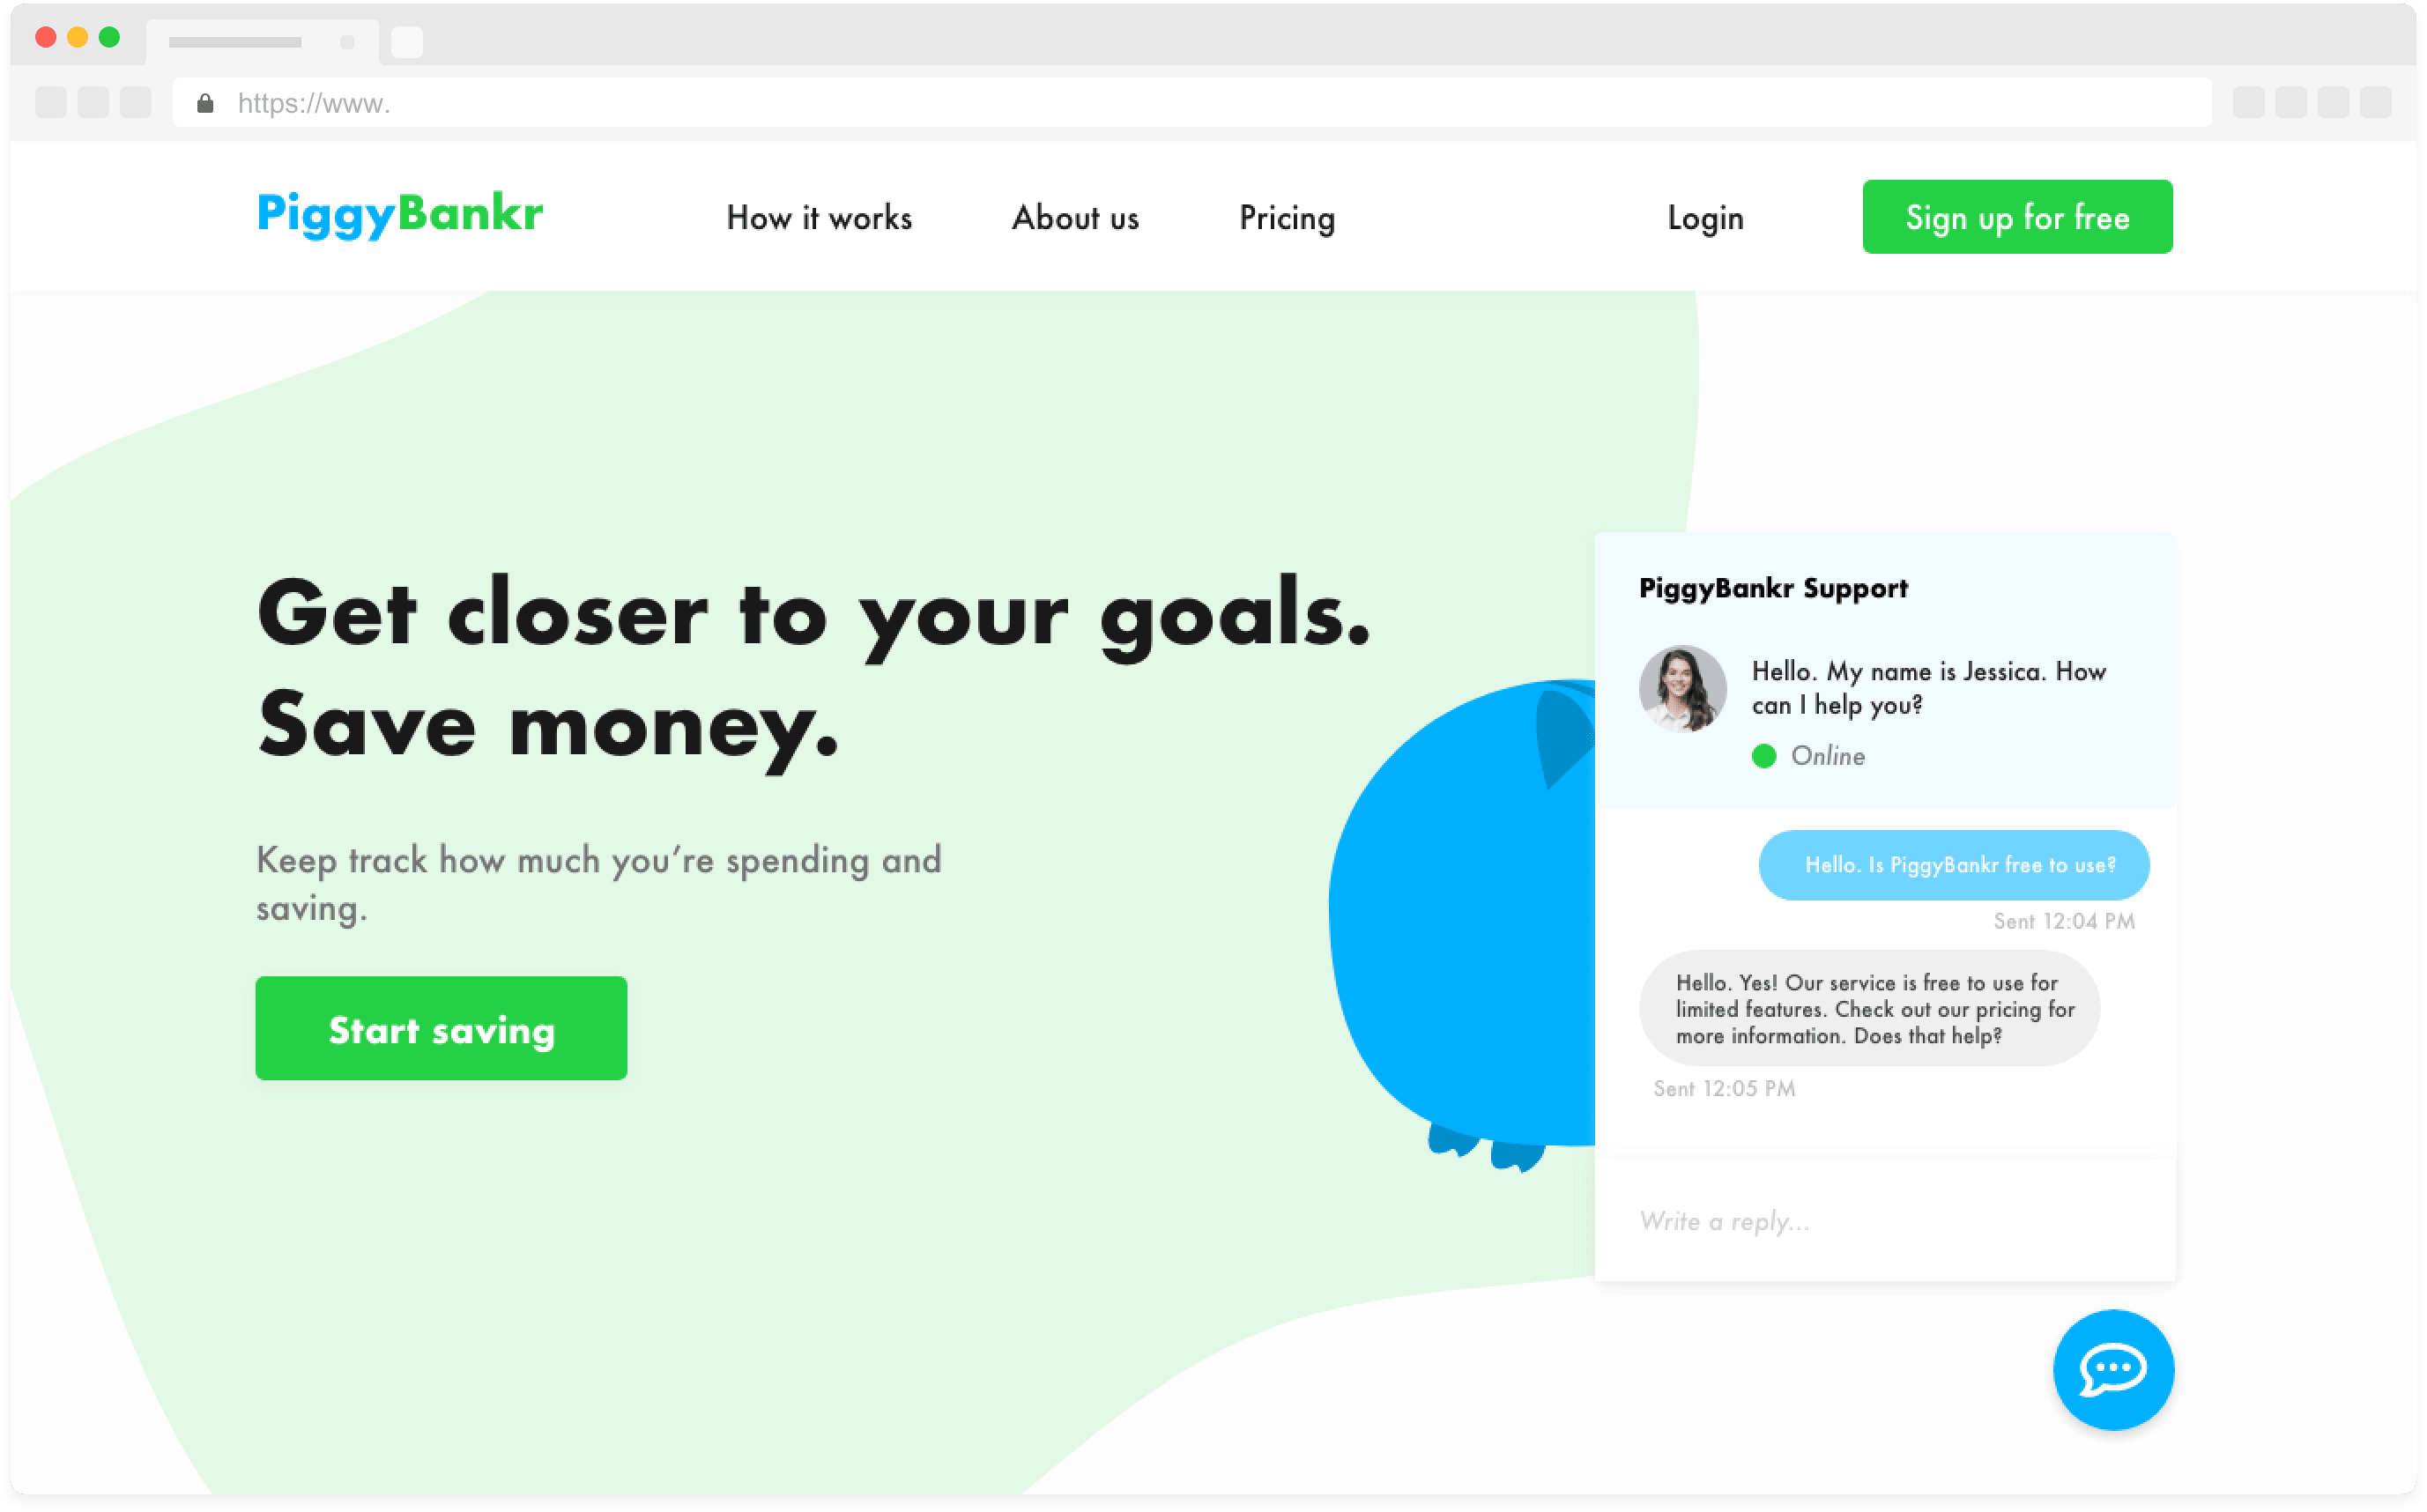 https://www.
PiggyBankr
How it works
About us
Pricing
Login
Sign up for free
Get closer to your goals.
Save money.
Keep track how much you’re spending and
saving.
Start saving
PiggyBankr Support
Hello. My name is Jessica. How
can I help you?
Online
Hello. Is PiggyBankr free to use?
Sent 12:04 PM
Hello. Yes! Our service is free to use for
limited features. Check out our pricing for
more information. Does that help?
Sent 12:05 PM
Write a reply...